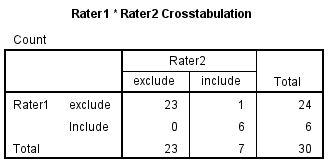 Rater1 * Rater2 Crosstabulation
Count
Rater2
exclude include Total
Rater1 exclude 23 1 24
Include 0 6 6
Total 23 7 30